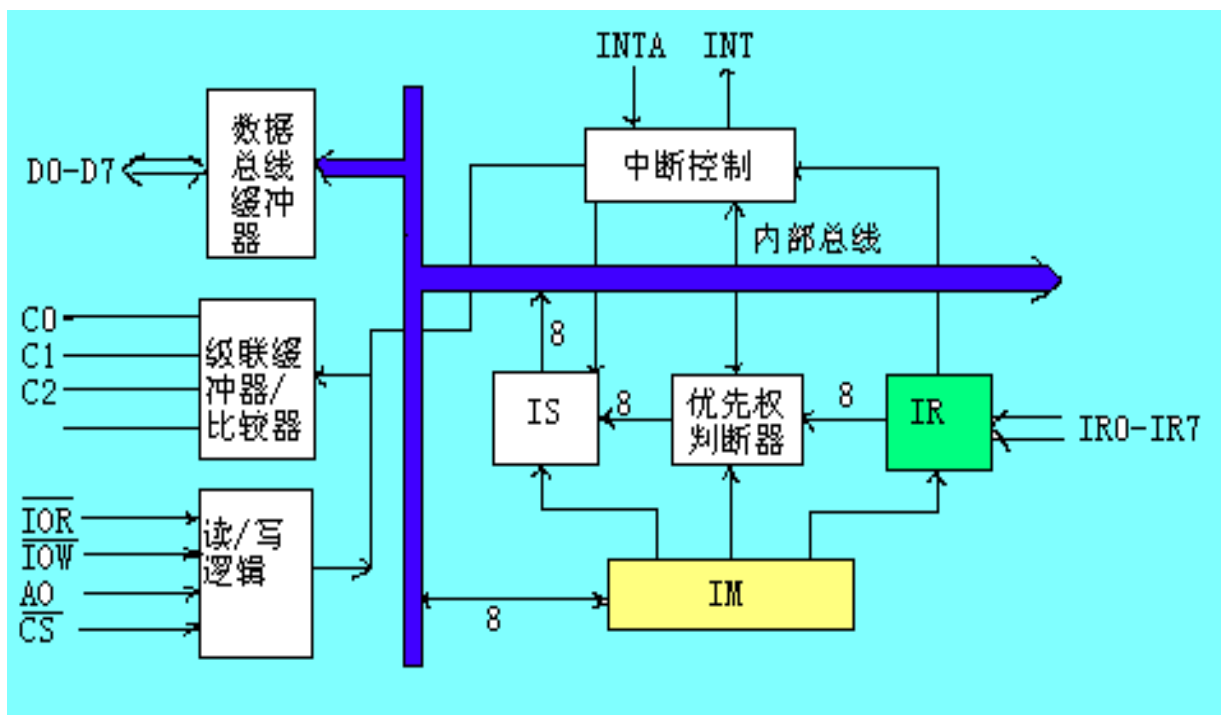 INTA INT
数据
总线
缓冲
器
D0-D7
中断控制
内部总线
C0
C1
C2
级联缓
冲器/
比较器
8
IS
8
优先权
判断器
8
IR
IR0-IR7
IOR
IOW
A0
CS
读/写
逻辑
IM
8